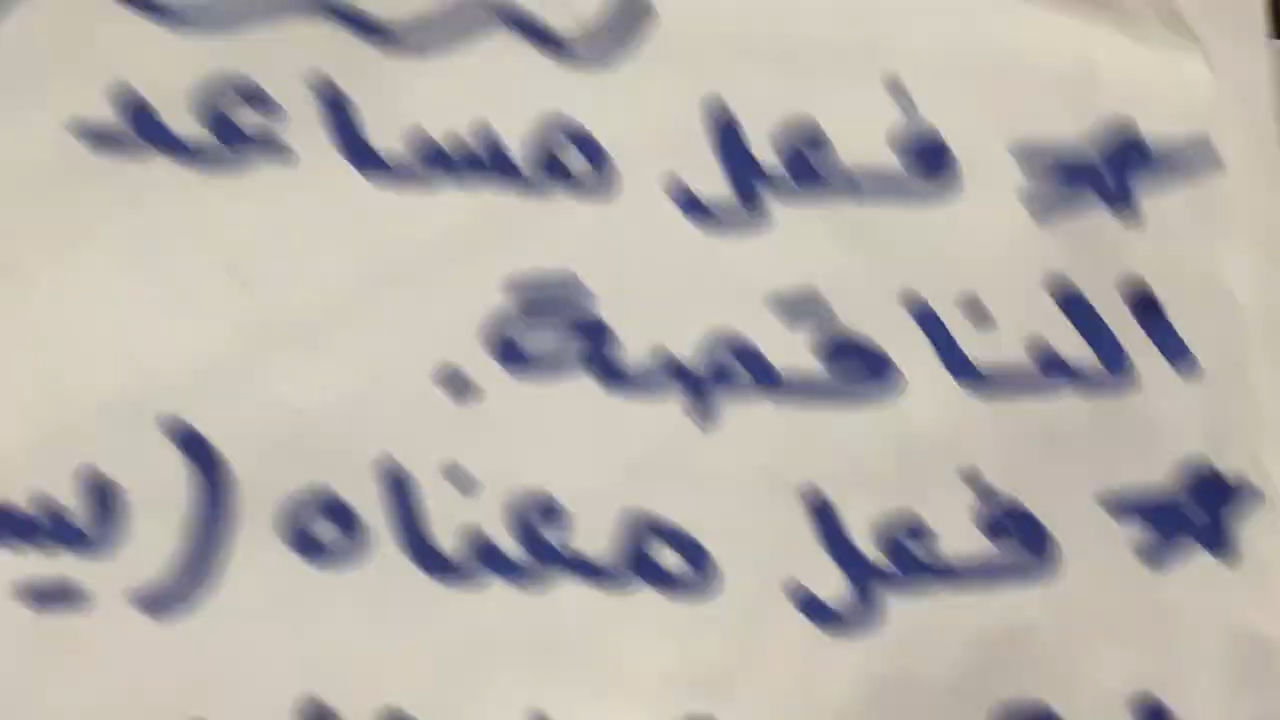 * فعل مساعد
الناقصة.
* فعل معناه (